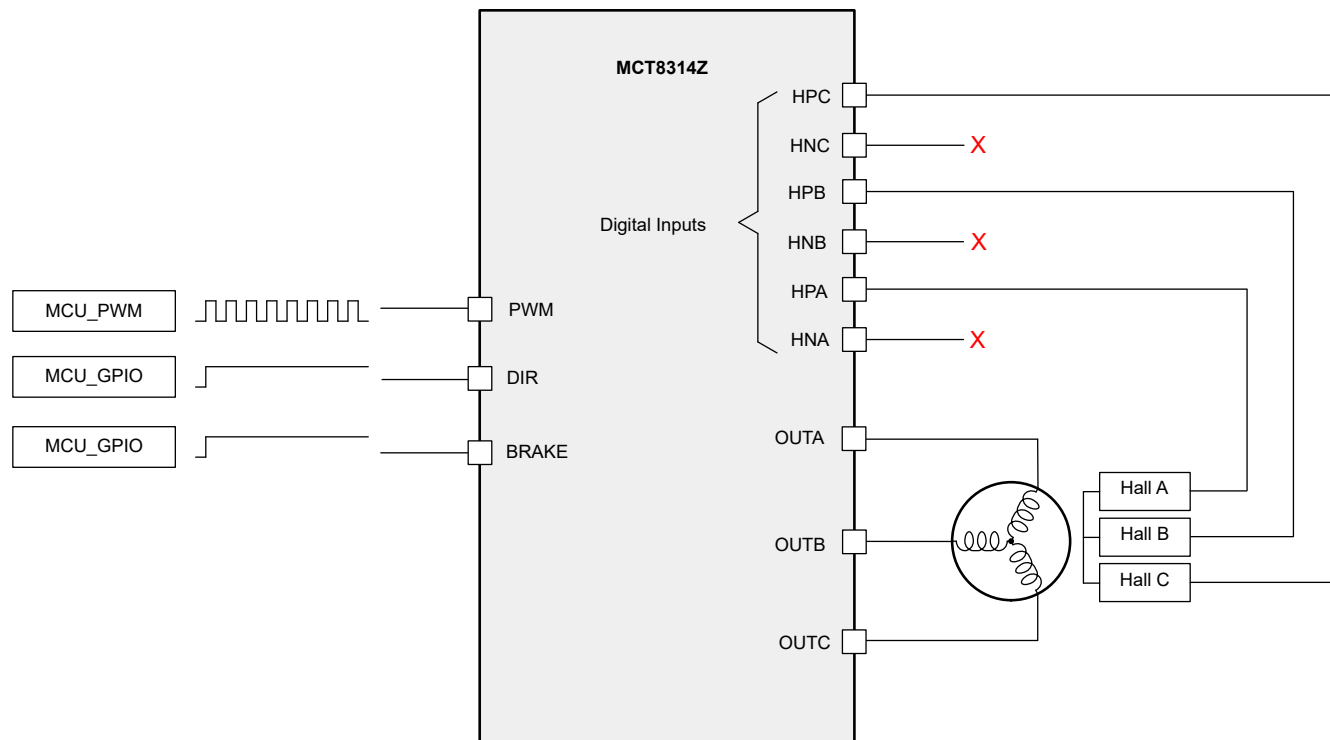 MCT8314Z
HPC
HNC
X
HPB
Digital Inputs
HNB
X
HPA
MCU_PWM
PWM
HNA
X
MCU_GPIO
DIR
MCU_GPIO
BRAKE
OUTA
Hall A
OUTB
Hall B
Hall C
OUTC